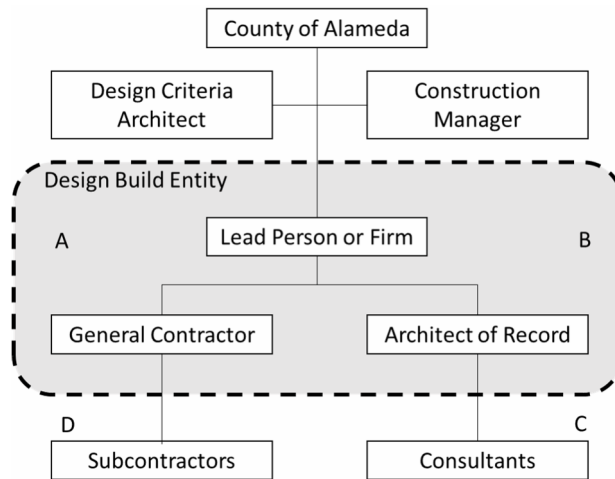 County of Alameda
Design Criteria
Architect
Construction
Manager
Design Build Entity
A
Lead Person or Firm
B
General Contractor
Architect of Record
D
C
Subcontractors
Consultants